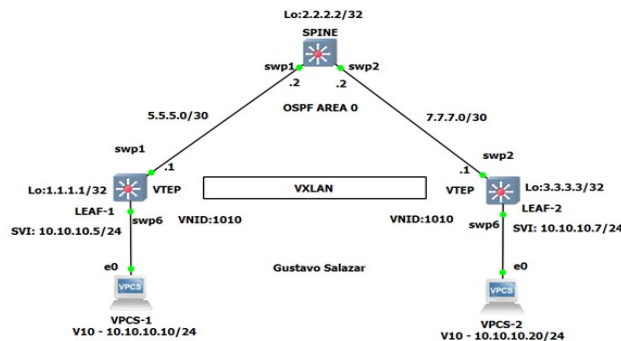 Lo:2.2.2.2/32
SPINE
swp1
swp2
.2
.2
5.5.5.0/30
OSPF AREA 0
7.7.7.0/30
swp1
swp2
.1
.1
Lo:1.1.1.1/32
VTEP
VXLAN
VTEP
Lo:3.3.3.3/32
LEAF-1
LEAF-2
swp6
VNID:1010
VNID:1010
swp6
SVI: 10.10.10.5/24
SVI: 10.10.10.7/24
e0
Gustavo Salazar
e0
VPCS
VPCS
VPCS-1
VPCS-2
V10 - 10.10.10.10/24
V10 - 10.10.10.20/24